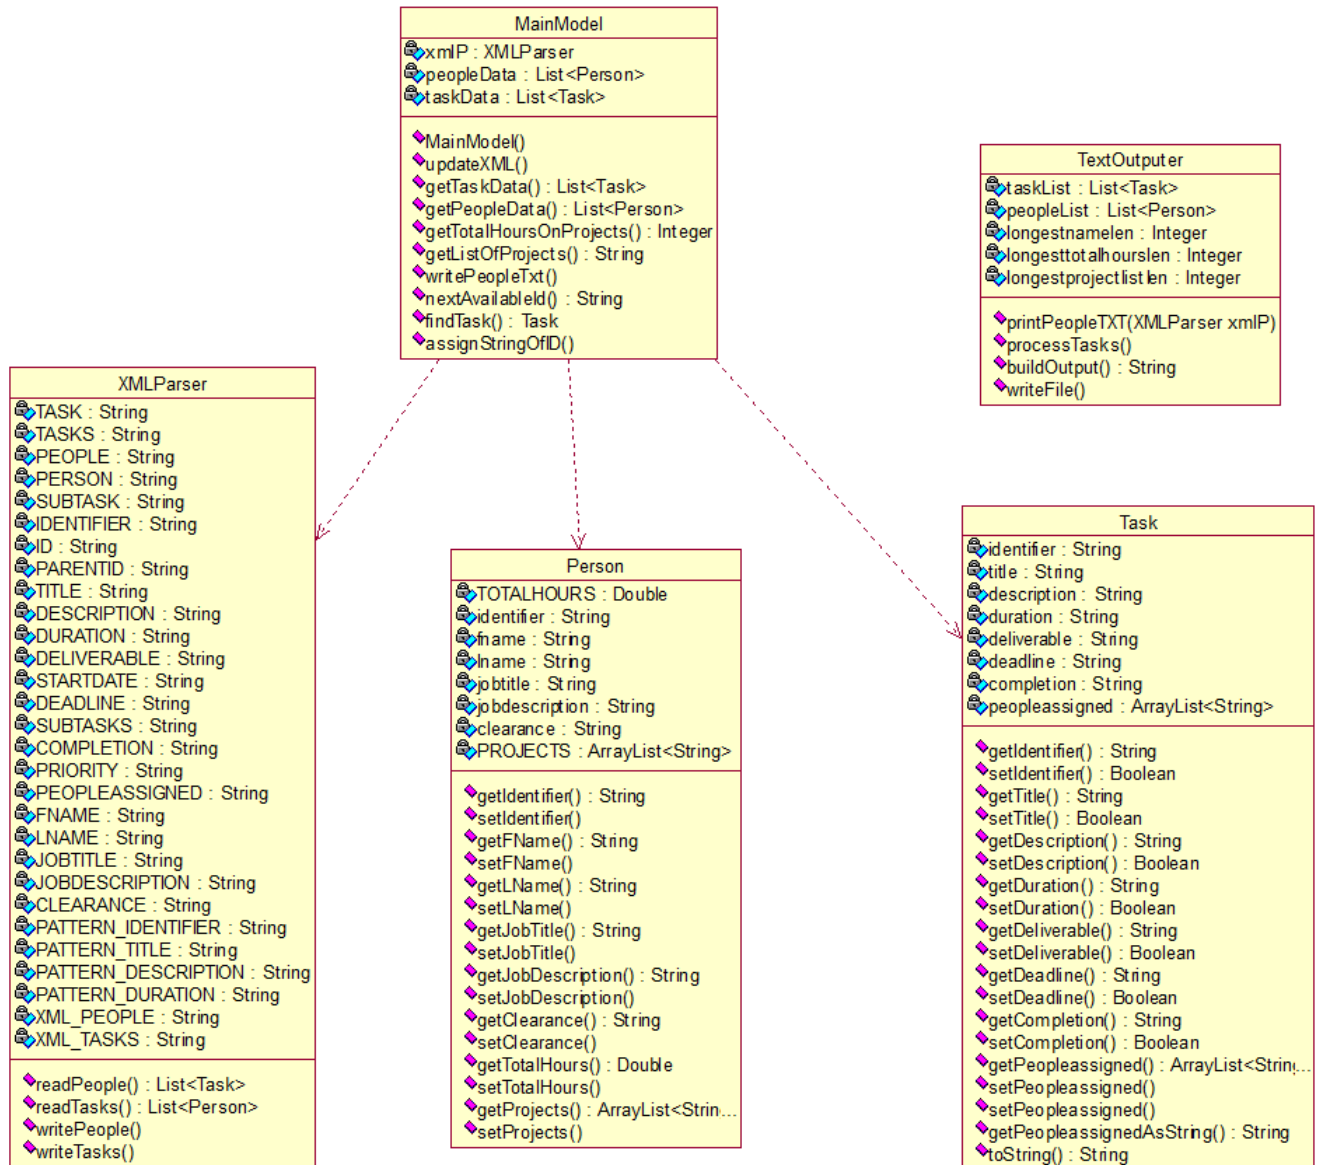 MainModel
xmlP : XMLParser
peopleData : List<Person>
taskData : List<Task>
MainModel()
updateXML()
getTaskData() : List<Task>
getPeopleData() : List<Person>
getTotalHoursOnProjects() : Integer
getListOfProjects() : String
writePeopleTxt()
nextAvailableId() : String
findTask() : Task
assignStringOfID()
TextOutputer
taskList : List<Task>
peopleList : List<Person>
longestnamelen : Integer
longesttotalhourslen : Integer
longestprojectlistlen : Integer
printPeopleTXT(XMLParser xmlP)
processTasks()
buildOutput() : String
writeFile()
XMLParser
TASK : String
TASKS : String
PEOPLE : String
PERSON : String
SUBTASK : String
IDENTIFIER : String
ID : String
PARENTID : String
TITLE : String
DESCRIPTION : String
DURATION : String
DELIVERABLE : String
STARTDATE : String
DEADLINE : String
SUBTASKS : String
COMPLETION : String
PRIORITY : String
PEOPLEASSIGNED : String
FNAME : String
LNAME : String
JOBTITLE : String
JOBDESCRIPTION : String
CLEARANCE : String
PATTERN_IDENTIFIER : String
PATTERN_TITLE : String
PATTERN_DESCRIPTION : String
PATTERN_DURATION : String
XML_PEOPLE : String
XML_TASKS : String
readPeople() : List<Task>
readTasks() : List<Person>
writePeople()
writeTasks()
Person
TOTALHOURS : Double
identifier : String
fname : String
lname : String
jobtitle : String
jobdescription : String
clearance : String
PROJECTS : ArrayList<String>
getIdentifier() : String
setIdentifier()
getFName() : String
setFName()
getLName() : String
setLName()
getJobTitle() : String
setJobTitle()
getJobDescription() : String
setJobDescription()
getClearance() : String
setClearance()
getTotalHours() : Double
setTotalHours()
getProjects() : ArrayList<Strin...
setProjects()
Task
identifier : String
title : String
description : String
duration : String
deliverable : String
deadline : String
completion : String
peopleassigned : ArrayList<String>
getIdentifier() : String
setIdentifier() : Boolean
getTitle() : String
setTitle() : Boolean
getDescription() : String
setDescription() : Boolean
getDuration() : String
setDuration() : Boolean
getDeliverable() : String
setDeliverable() : Boolean
getDeadline() : String
setDeadline() : Boolean
getCompletion() : String
setCompletion() : Boolean
getPeopleassigned() : ArrayList<String...
setPeopleassigned()
setPeopleassigned()
getPeopleassignedAsString() : String
toString() : String